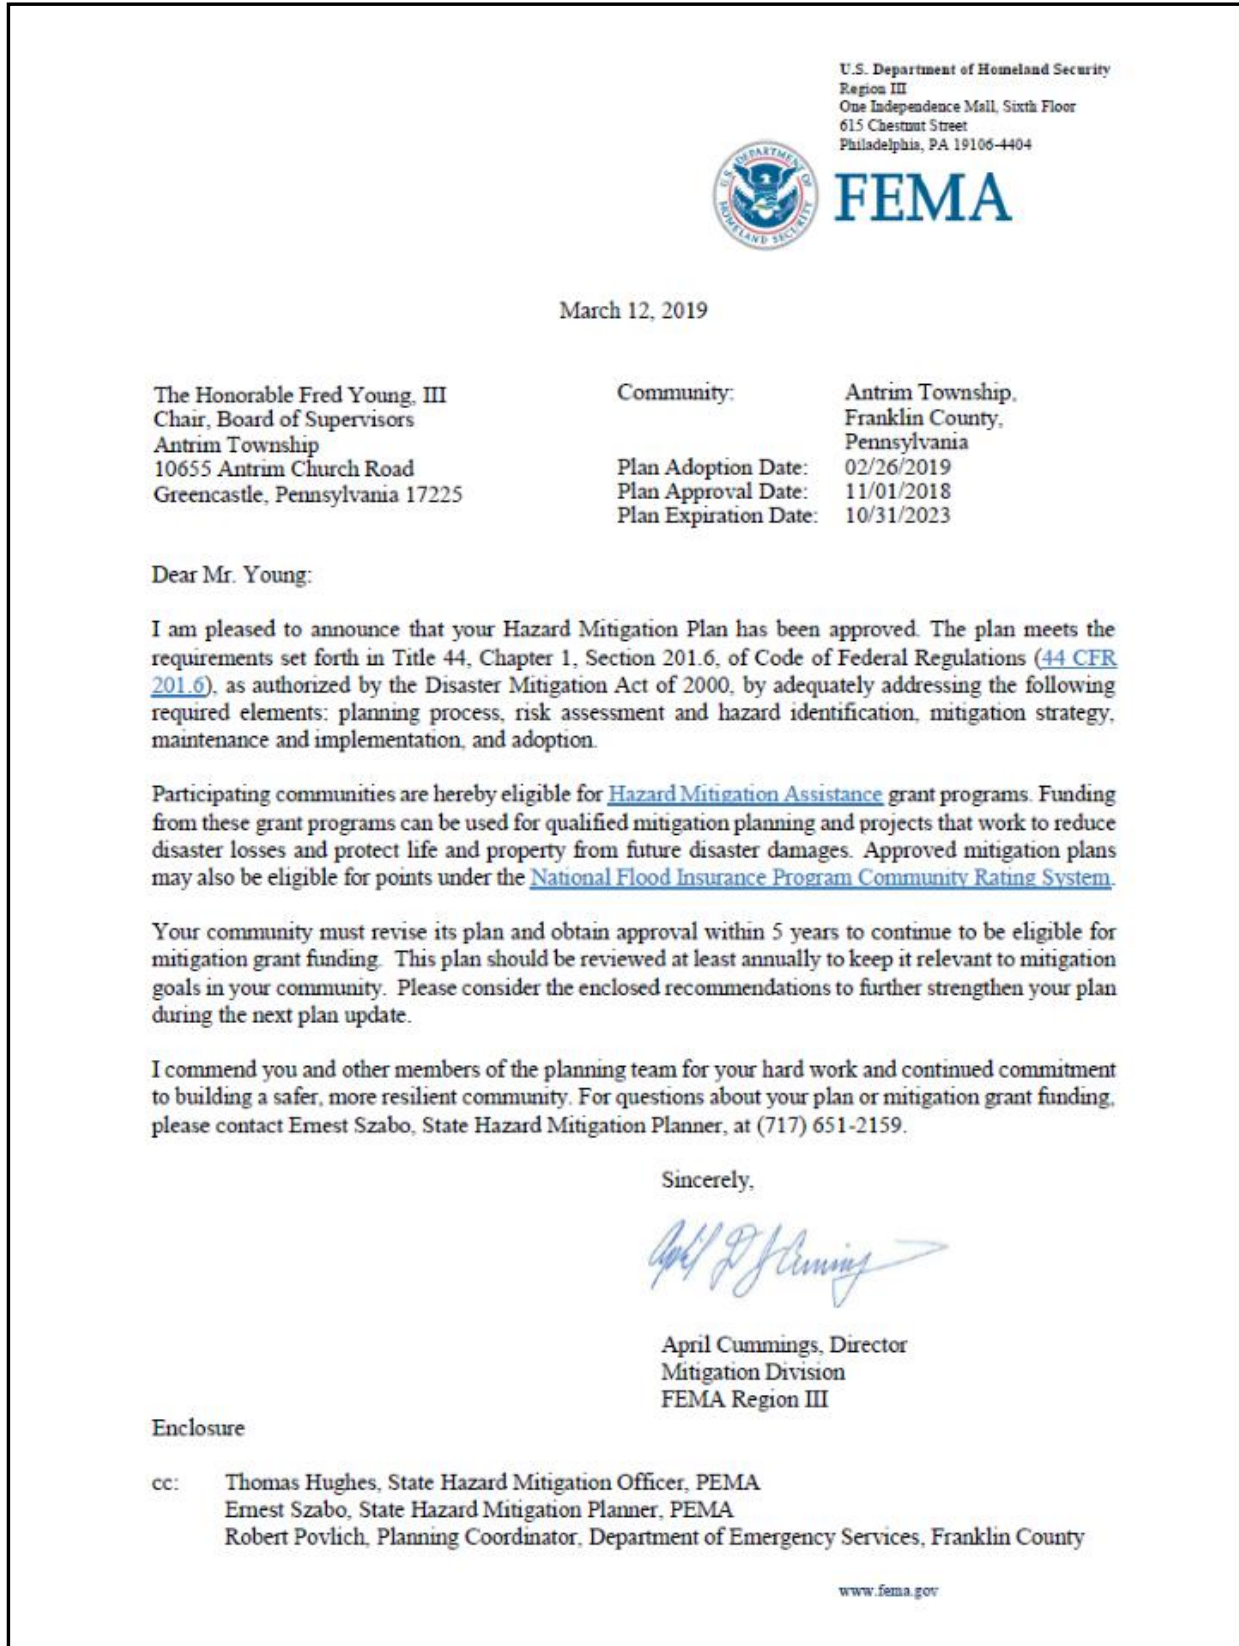 U.S. Department of Homeland Security
Region III
One Independence Mall, Sixth Floor
615 Chestnut Street
Philadelphia, PA 19106-4404
U.S. DEPARTMENT OF HOMELAND SECURITY
FEMA
March 12, 2019
The Honorable Fred Young, III
Chair, Board of Supervisors
Antrim Township
10655 Antrim Church Road
Greencastle, Pennsylvania 17225
Community: Antrim Township,
Franklin County,
Pennsylvania
Plan Adoption Date: 02/26/2019
Plan Approval Date: 11/01/2018
Plan Expiration Date: 10/31/2023
Dear Mr. Young:
I am pleased to announce that your Hazard Mitigation Plan has been approved. The plan meets the
requirements set forth in Title 44, Chapter 1, Section 201.6, of Code of Federal Regulations (44 CFR
201.6), as authorized by the Disaster Mitigation Act of 2000, by adequately addressing the following
required elements: planning process, risk assessment and hazard identification, mitigation strategy,
maintenance and implementation, and adoption.
Participating communities are hereby eligible for Hazard Mitigation Assistance grant programs. Funding
from these grant programs can be used for qualified mitigation planning and projects that work to reduce
disaster losses and protect life and property from future disaster damages. Approved mitigation plans
may also be eligible for points under the National Flood Insurance Program Community Rating System.
Your community must revise its plan and obtain approval within 5 years to continue to be eligible for
mitigation grant funding. This plan should be reviewed at least annually to keep it relevant to mitigation
goals in your community. Please consider the enclosed recommendations to further strengthen your plan
during the next plan update.
I commend you and other members of the planning team for your hard work and continued commitment
to building a safer, more resilient community. For questions about your plan or mitigation grant funding,
please contact Ernest Szabo, State Hazard Mitigation Planner, at (717) 651-2159.
Sincerely,
April Cummings, Director
Mitigation Division
FEMA Region III
Enclosure
cc: Thomas Hughes, State Hazard Mitigation Officer, PEMA
Ernest Szabo, State Hazard Mitigation Planner, PEMA
Robert Povlich, Planning Coordinator, Department of Emergency Services, Franklin County
www.fema.gov